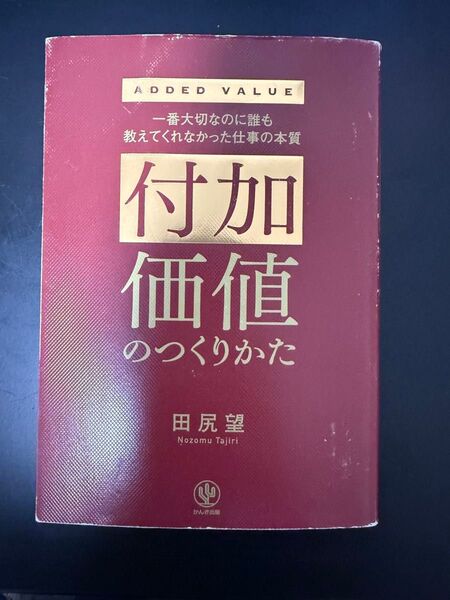 ADDED VALUE
一番大切なのに誰も
教えてくれなかった仕事の本質
付加
価値
のつくりかた
田尻望
Nozomu Tajiri
かんき出版